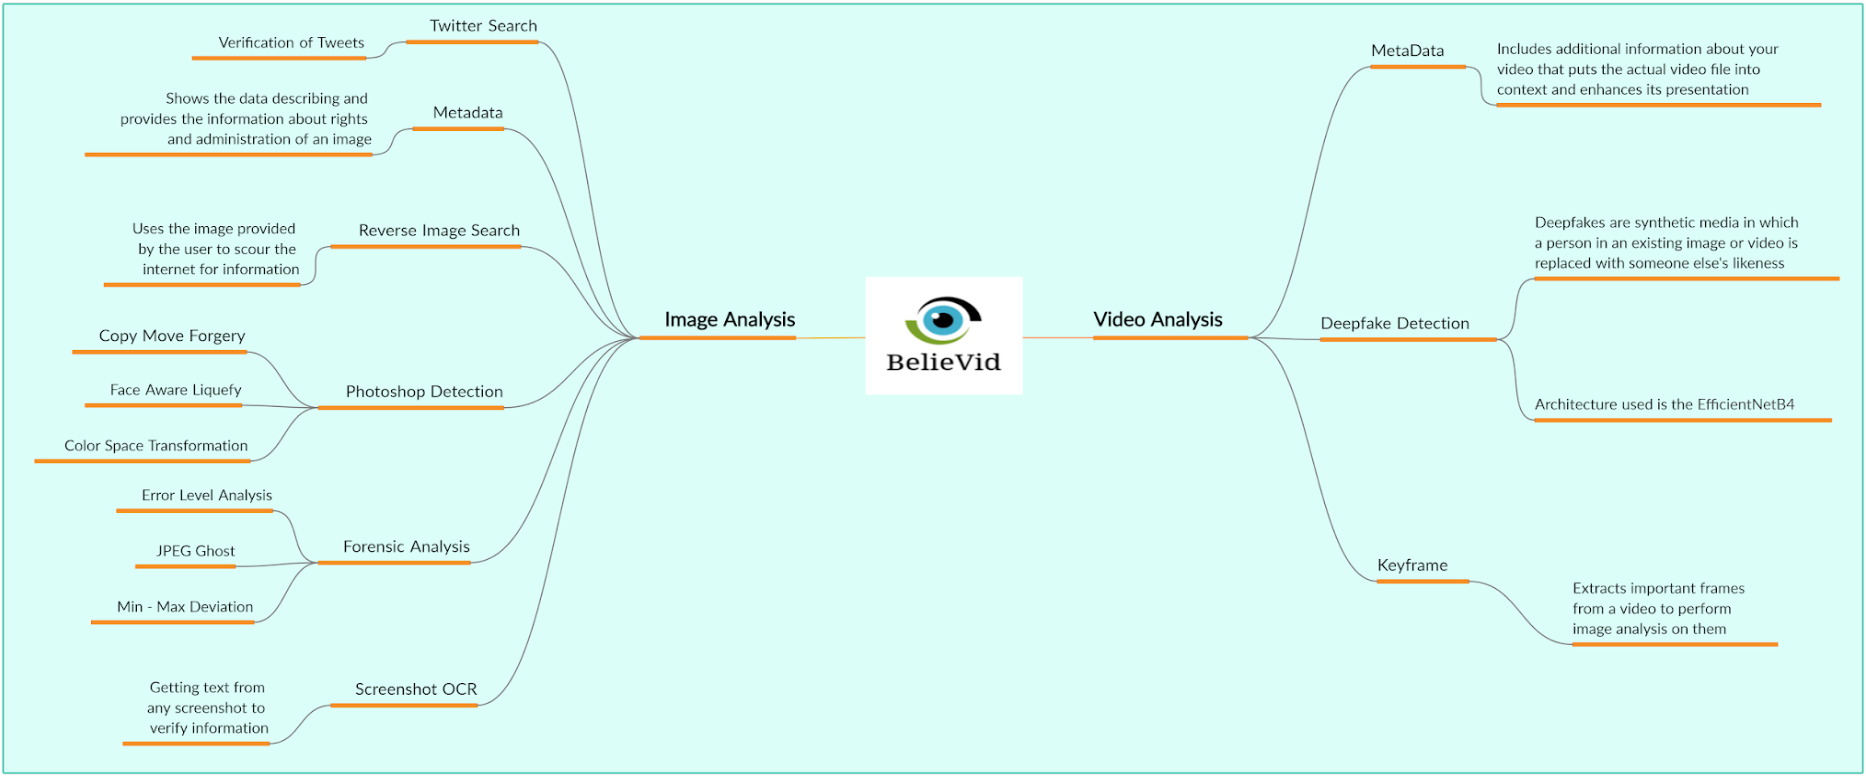 Twitter Search
Verification of Tweets
Metadata
Shows the data describing and
provides the information about rights
and administration of an image
Reverse Image Search
Uses the image provided
by the user to scour the
internet for information
Image Analysis
Photoshop Detection
Copy Move Forgery
Face Aware Liquefy
Color Space Transformation
Forensic Analysis
Error Level Analysis
JPEG Ghost
Min - Max Deviation
Screenshot OCR
Getting text from
any screenshot to
verify information
BelieVid
Video Analysis
MetaData
Includes additional information about your
video that puts the actual video file into
context and enhances its presentation
Deepfake Detection
Deepfakes are synthetic media in which
a person in an existing image or video is
replaced with someone else's likeness
Architecture used is the EfficientNetB4
Keyframe
Extracts important frames
from a video to perform
image analysis on them